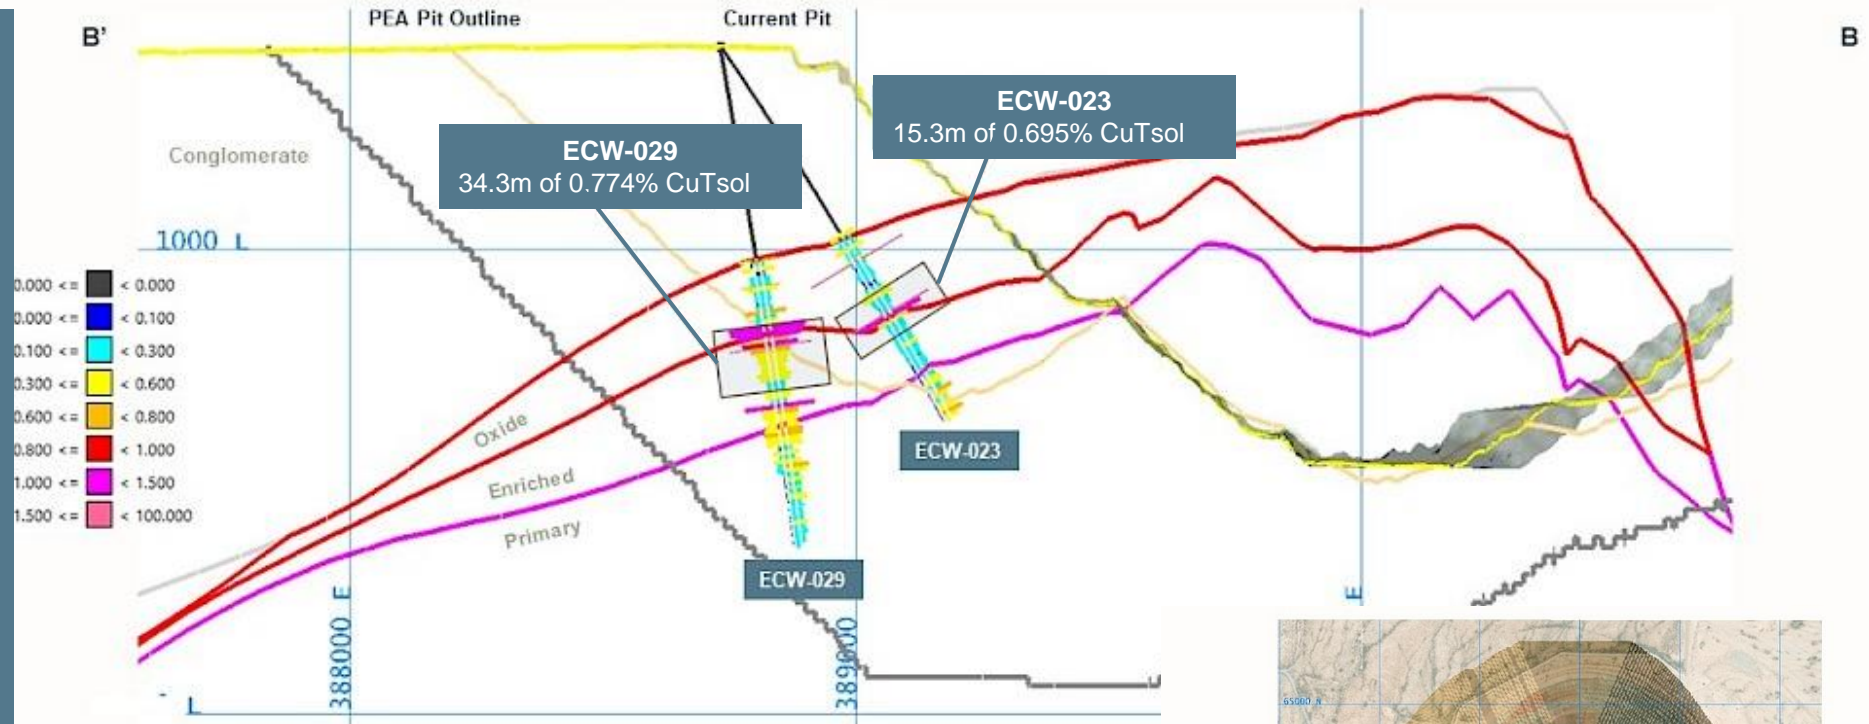 PEA Pit Outline
Current Pit
B'
B
ECW-023
15.3m of 0.695% CuTsol
ECW-029
34.3m of 0.774% CuTsol
Conglomerate
1000 L
0.000 <= < 0.000
0.000 <= < 0.100
0.100 <= < 0.300
0.300 <= < 0.600
0.600 <= < 0.800
0.800 <= < 1.000
1.000 <= < 1.500
1.500 <= < 100.000
Oxide
Enriched
Primary
ECW-023
ECW-029
388000 E
389000
E
- L
65000 N